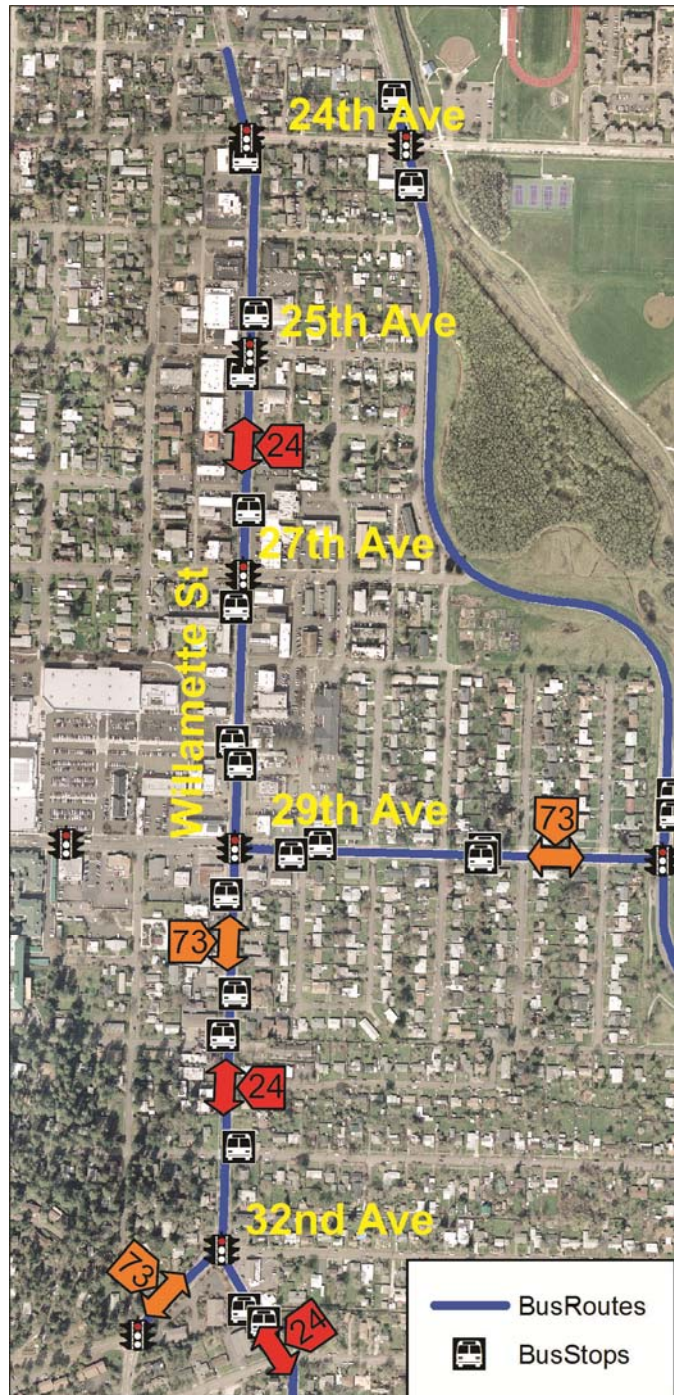 24th Ave
25th Ave
24
27th Ave
Willamette St
29th Ave
73
73
24
32nd Ave
73
24
BusRoutes
BusStops